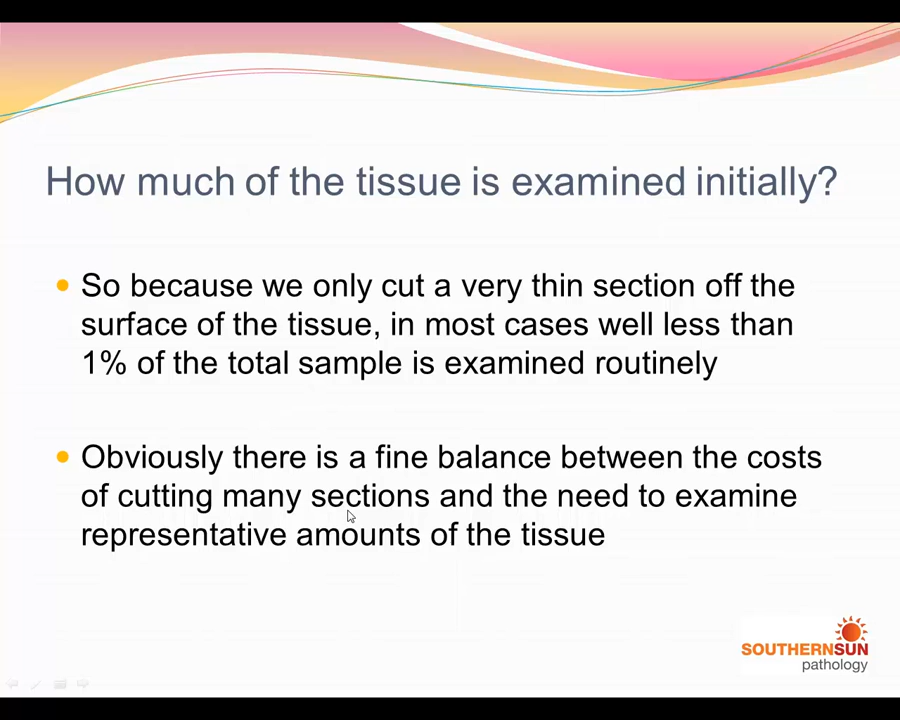 How much of the tissue is examined initially?
So because we only cut a very thin section off the
surface of the tissue, in most cases well less than
1% of the total sample is examined routinely
Obviously there is a fine balance between the costs
of cutting many sections and the need to examine
representative amounts of the tissue
SOUTHERNSUN
pathology